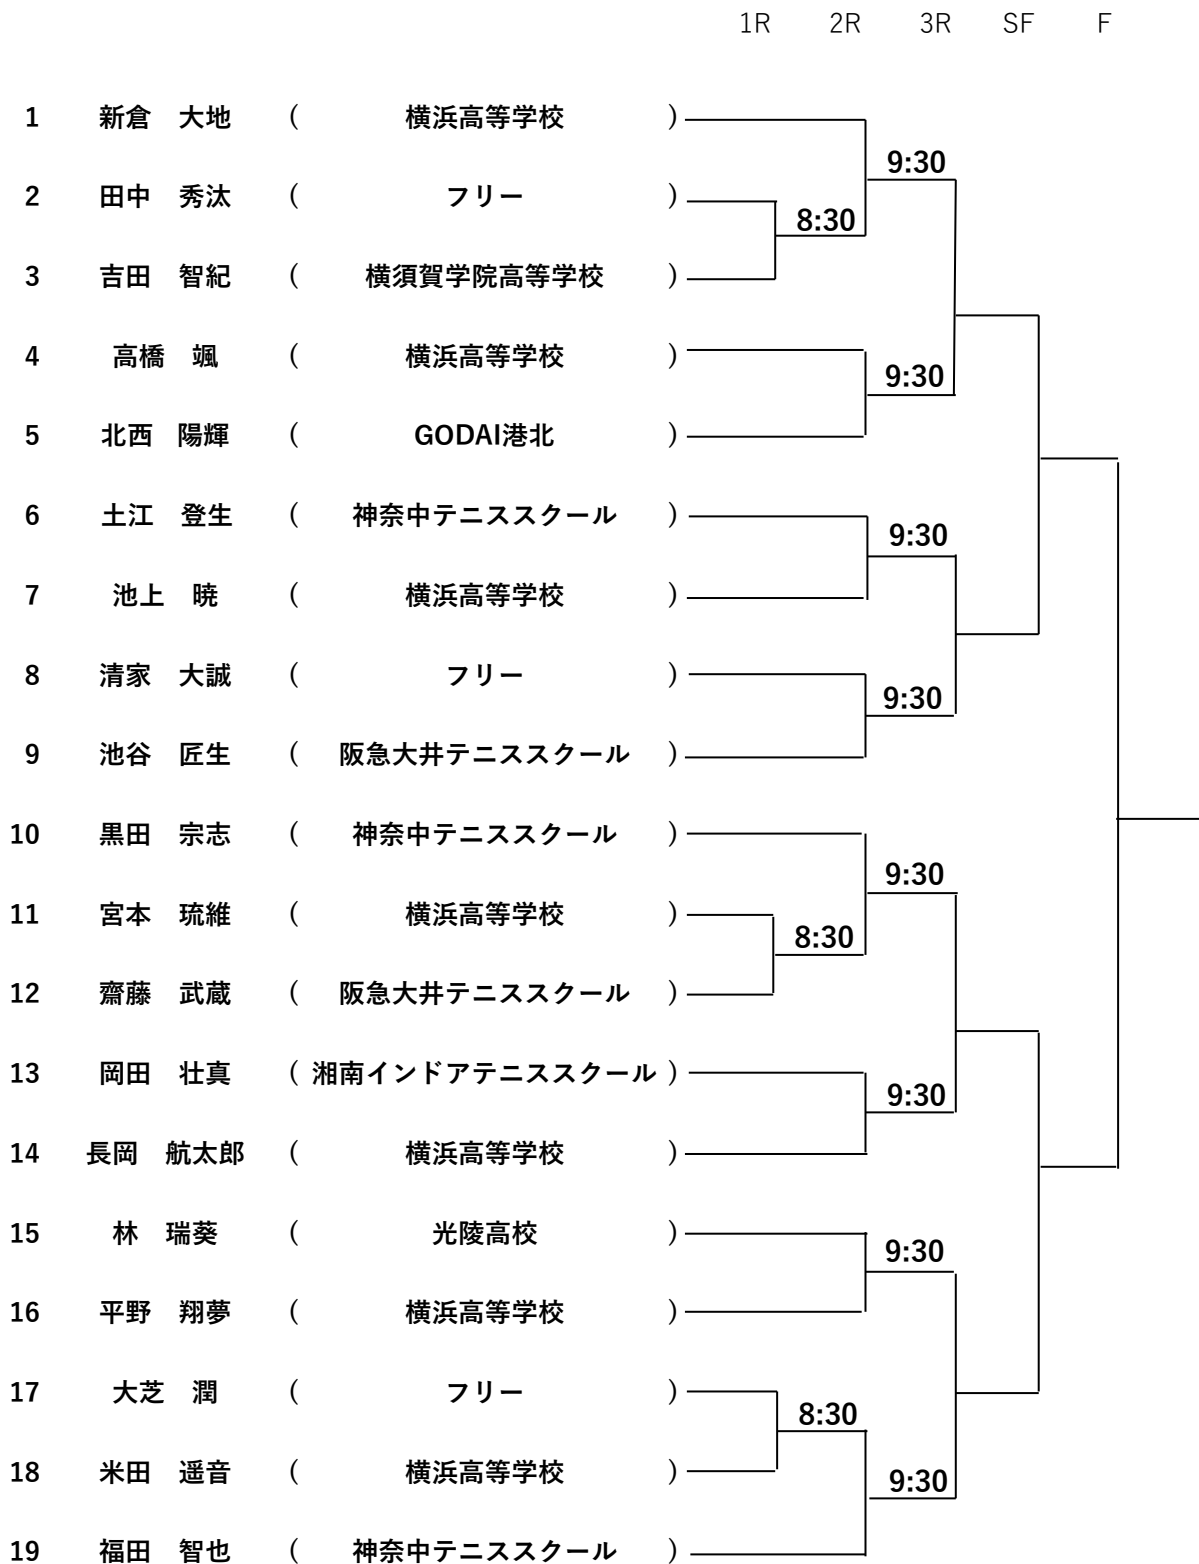 1R 2R 3R SF F
1 新倉　大地 ( 横浜高等学校 )
9:30
2 田中　秀汰 ( フリー )
8:30
3 吉田　智紀 ( 横須賀学院高等学校 )
4 高橋　颯 ( 横浜高等学校 )
9:30
5 北西　陽輝 ( GODAI港北 )
6 土江　登生 ( 神奈中テニススクール )
9:30
7 池上　暁 ( 横浜高等学校 )
8 清家　大誠 ( フリー )
9:30
9 池谷　匠生 ( 阪急大井テニススクール )
10 黒田　宗志 ( 神奈中テニススクール )
9:30
11 宮本　琉維 ( 横浜高等学校 )
8:30
12 齋藤　武蔵 ( 阪急大井テニススクール )
13 岡田　壮真 ( 湘南インドアテニススクール )
9:30
14 長岡　航太郎 ( 横浜高等学校 )
15 林　瑞葵 ( 光陵高校 )
9:30
16 平野　翔夢 ( 横浜高等学校 )
17 大芝　潤 ( フリー )
8:30
18 米田　遥音 ( 横浜高等学校 )
9:30
19 福田　智也 ( 神奈中テニススクール )